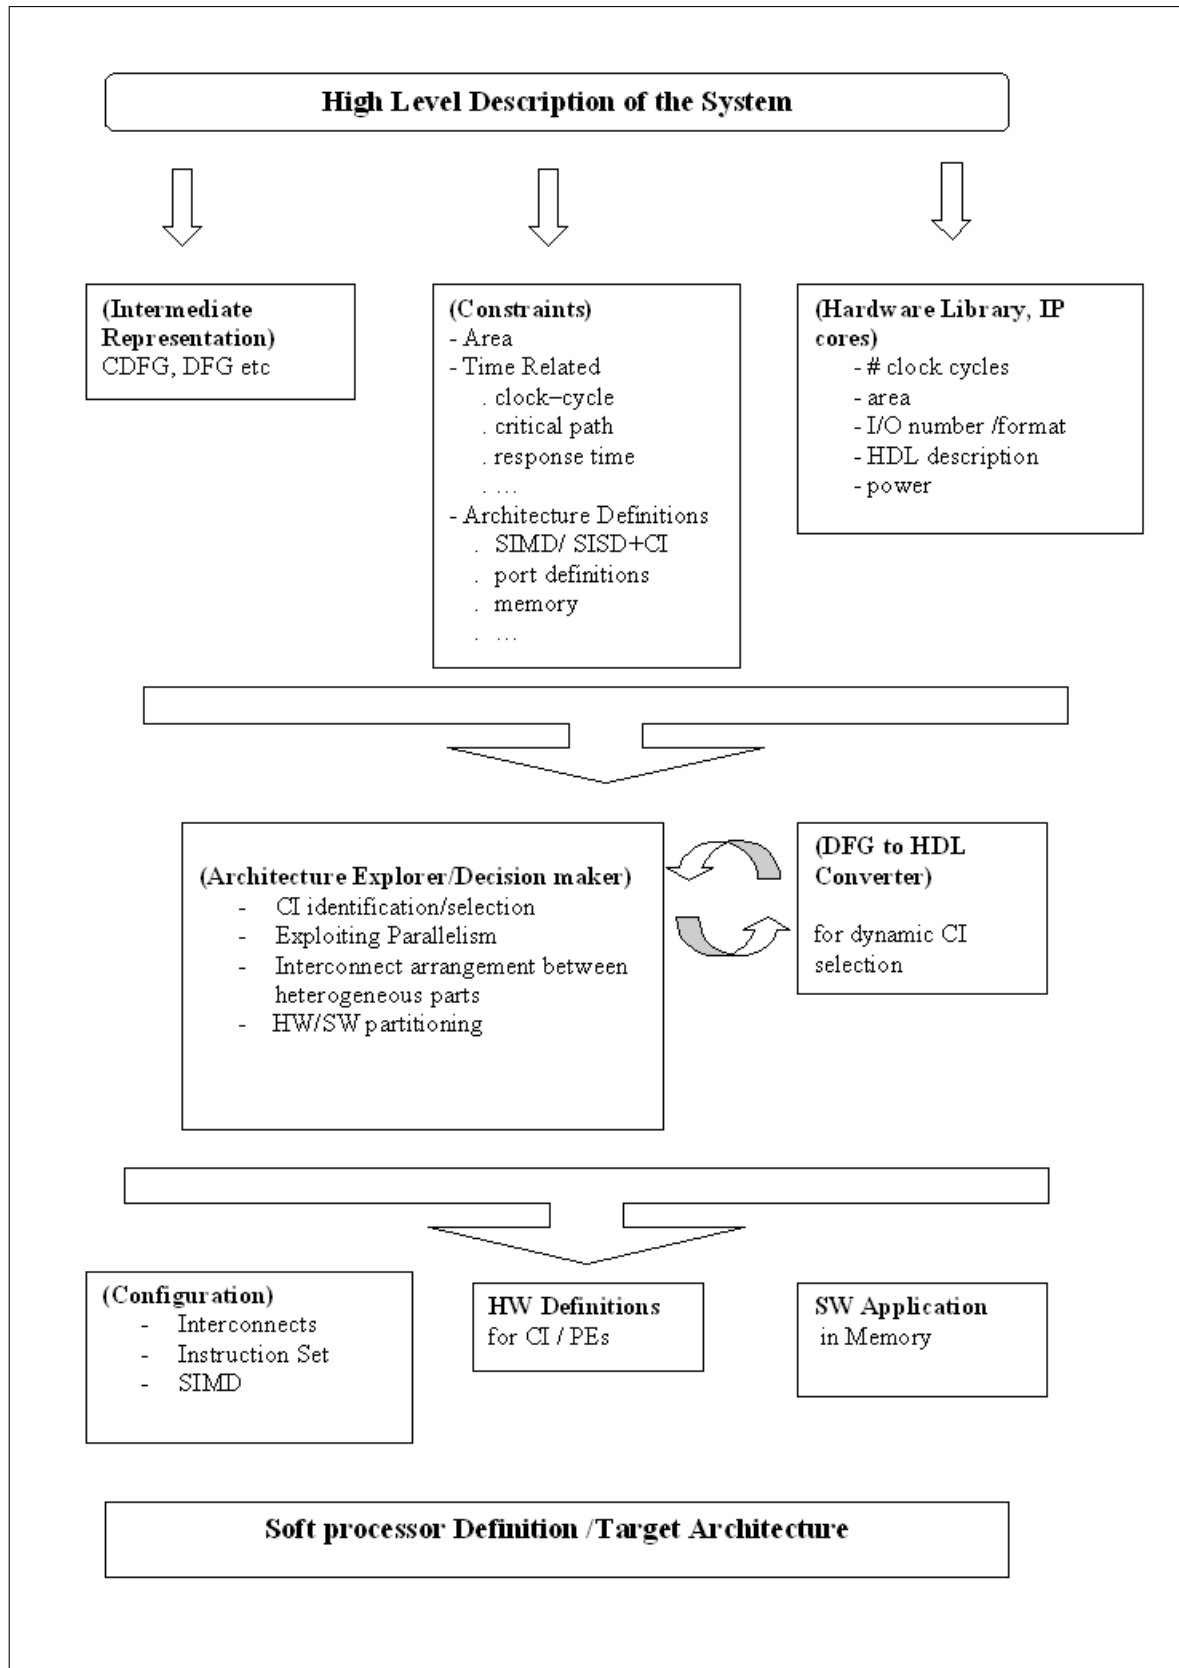 High Level Description of the System
(Intermediate
Representation)
CDFG, DFG etc
(Constraints)
- Area
- Time Related
. clock–cycle
. critical path
. response time
. ...
- Architecture Definitions
. SIMD/ SISD+CI
. port definitions
. memory
. ...
(Hardware Library, IP
cores)
- # clock cycles
- area
- I/O number /format
- HDL description
- power
(Architecture Explorer/Decision maker)
- CI identification/selection
- Exploiting Parallelism
- Interconnect arrangement between
heterogeneous parts
- HW/SW partitioning
(DFG to HDL
Converter)
for dynamic CI
selection
(Configuration)
- Interconnects
- Instruction Set
- SIMD
HW Definitions
for CI / PEs
SW Application
in Memory
Soft processor Definition /Target Architecture